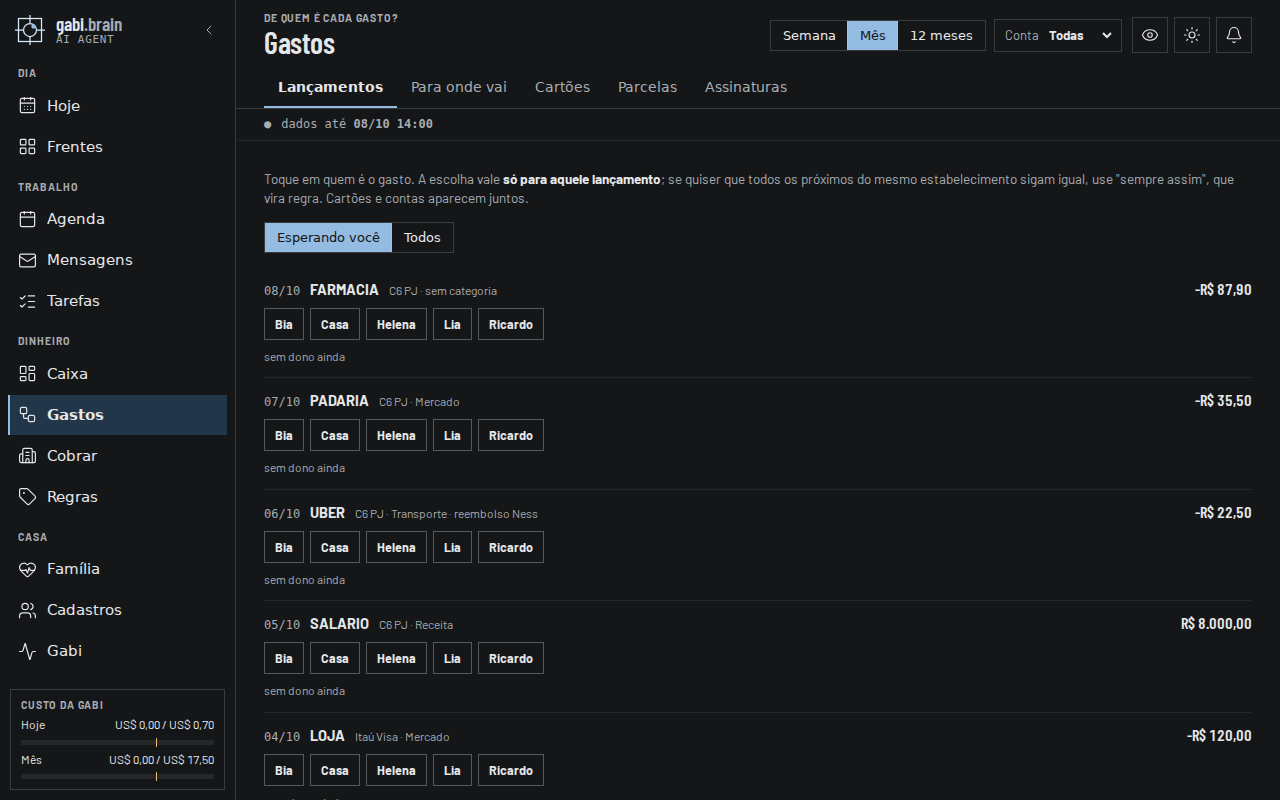 gabi.brain
AI AGENT
DIA
Hoje
Frentes
TRABALHO
Agenda
Mensagens
Tarefas
DINHEIRO
Caixa
Gastos
Cobrar
Regras
CASA
Família
Cadastros
Gabi
CUSTO DA GABI
Hoje US$ 0,00 / US$ 0,70
Mês US$ 0,00 / US$ 17,50
DE QUEM É CADA GASTO?
Gastos
Semana Mês 12 meses Conta Todas
Lançamentos Para onde vai Cartões Parcelas Assinaturas
● dados até 08/10 14:00
Toque em quem é o gasto. A escolha vale só para aquele lançamento; se quiser que todos os próximos do mesmo estabelecimento sigam igual, use "sempre assim", que
vira regra. Cartões e contas aparecem juntos.
Esperando você Todos
08/10 FARMACIA C6 PJ · sem categoria -R$ 87,90
Bia Casa Helena Lia Ricardo
sem dono ainda
07/10 PADARIA C6 PJ · Mercado -R$ 35,50
Bia Casa Helena Lia Ricardo
sem dono ainda
06/10 UBER C6 PJ · Transporte · reembolso Ness -R$ 22,50
Bia Casa Helena Lia Ricardo
sem dono ainda
05/10 SALARIO C6 PJ · Receita R$ 8.000,00
Bia Casa Helena Lia Ricardo
sem dono ainda
04/10 LOJA Itaú Visa · Mercado -R$ 120,00
Bia Casa Helena Lia Ricardo